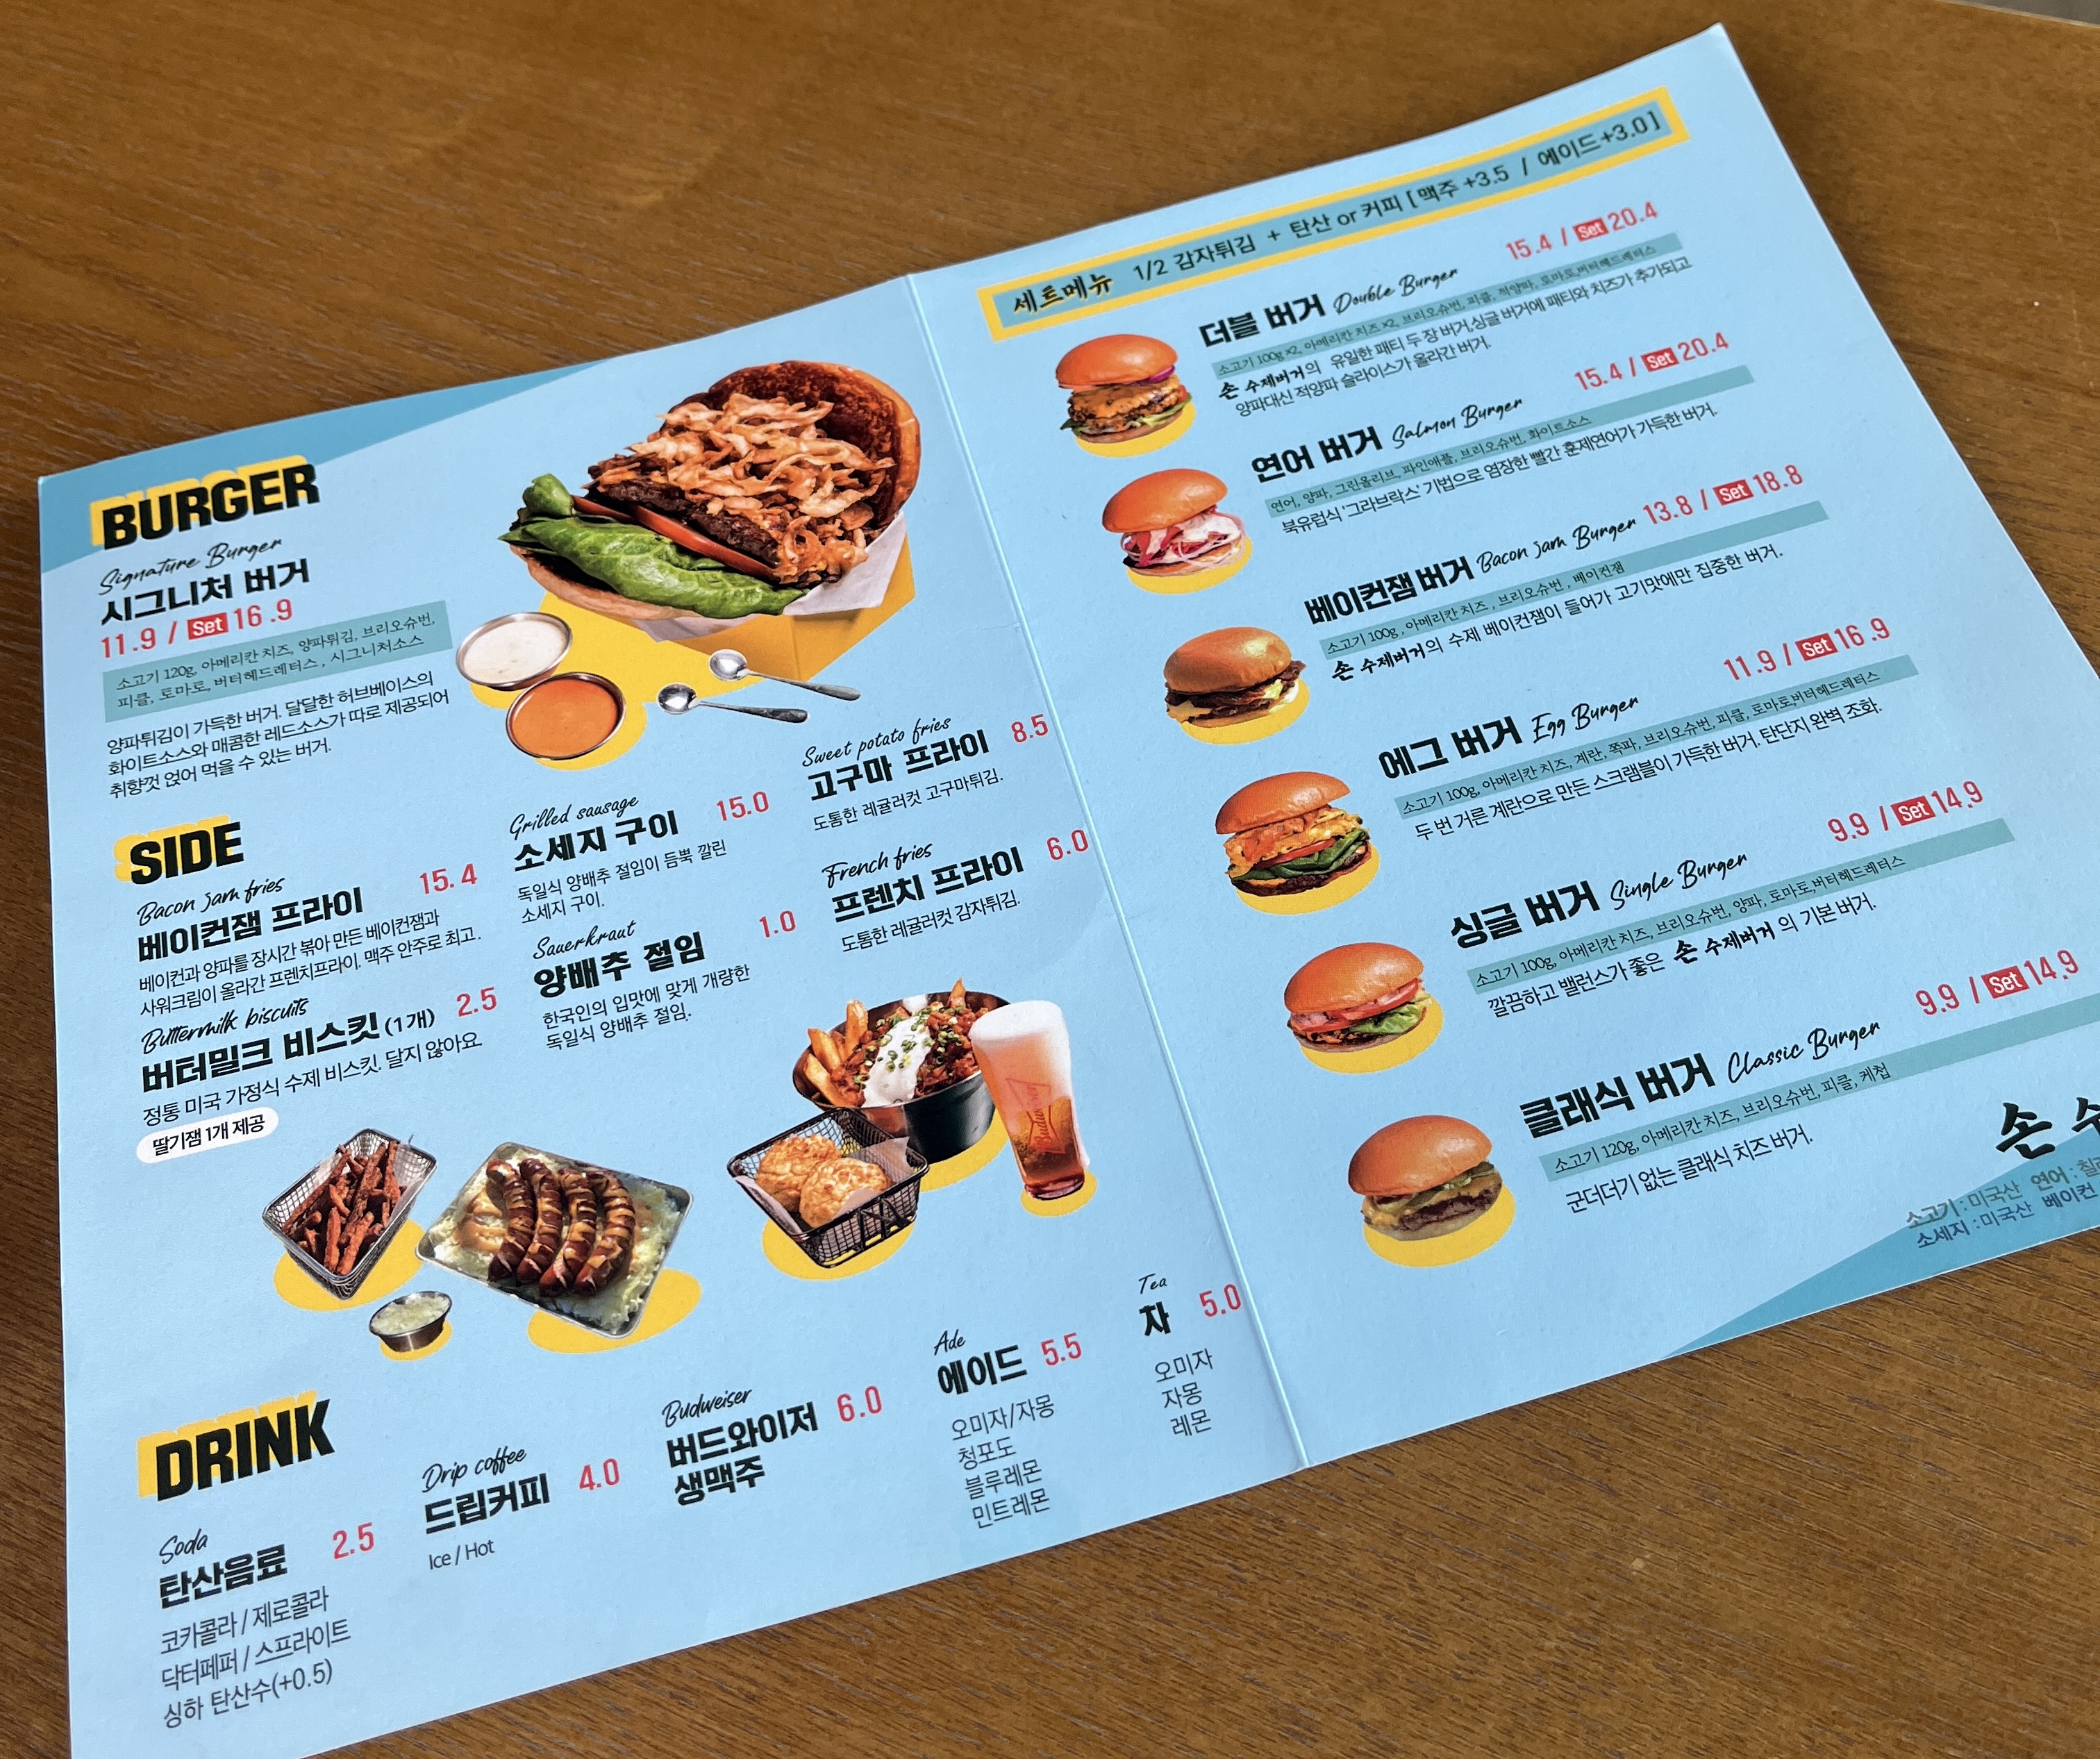 BURGER
Signature Burger
시그니처 버거
11.9 / Set 16.9
소고기 120g, 아메리칸 치즈, 양파튀김, 브리오슈번,
피클, 토마토, 버터헤드레터스, 시그니처소스
양파튀김이 가득한 버거. 달달한 허브베이스의
화이트소스와 매콤한 레드소스가 따로 제공되어
취향껏 얹어 먹을 수 있는 버거.
SIDE
Bacon jam fries
베이컨잼 프라이 15.4
베이컨과 양파를 장시간 볶아 만든 베이컨잼과
사워크림이 올라간 프렌치프라이. 맥주 안주로 최고.
Buttermilk biscuits
버터밀크 비스킷 (1개) 2.5
정통 미국 가정식 수제 비스킷. 달지 않아요.
딸기잼 1개 제공
Grilled sausage
소세지 구이 15.0
독일식 양배추 절임이 듬뿍 깔린
소세지 구이.
Sauerkraut
양배추 절임 1.0
한국인의 입맛에 맞게 개량한
독일식 양배추 절임.
Sweet potato fries
고구마 프라이 8.5
도톰한 레귤러컷 고구마튀김.
French fries
프렌치 프라이 6.0
도톰한 레귤러컷 감자튀김.
Budweiser
DRINK
Soda
탄산음료 2.5
코카콜라 / 제로콜라
닥터페퍼 / 스프라이트
싱하 탄산수(+0.5)
Drip coffee
드립커피 4.0
Ice / Hot
Budweiser
버드와이저 6.0
생맥주
Ade
에이드 5.5
오미자/자몽
청포도
블루레몬
민트레몬
Tea
차 5.0
오미자
자몽
레몬
세트메뉴 1/2 감자튀김 + 탄산 or 커피 [ 맥주 +3.5 / 에이드+3.0 ]
더블 버거 Double Burger 15.4 / Set 20.4
소고기 100g ×2, 아메리칸 치즈 ×2, 브리오슈번, 피클, 적양파, 토마토,버터헤드레터스
손 수제버거의 유일한 패티 두 장 버거,싱글 버거에 패티와 치즈가 추가되고
양파대신 적양파 슬라이스가 올라간 버거.
연어 버거 Salmon Burger 15.4 / Set 20.4
연어, 양파, 그린올리브, 파인애플, 브리오슈번, 화이트소스
북유럽식 '그라브락스' 기법으로 염장한 빨간 훈제연어가 가득한 버거.
베이컨잼 버거 Bacon jam Burger 13.8 / Set 18.8
소고기 100g , 아메리칸 치즈 , 브리오슈번 , 베이컨잼
손 수제버거의 수제 베이컨잼이 들어가 고기맛에만 집중한 버거.
에그 버거 Egg Burger 11.9 / Set 16.9
소고기 100g, 아메리칸 치즈, 계란, 쪽파, 브리오슈번, 피클, 토마토,버터헤드레터스
두 번 거른 계란으로 만든 스크램블이 가득한 버거. 탄단지 완벽 조화.
싱글 버거 Single Burger 9.9 / Set 14.9
소고기 100g, 아메리칸 치즈, 브리오슈번, 양파, 토마토,버터헤드레터스
깔끔하고 밸런스가 좋은 손 수제버거 의 기본 버거.
클래식 버거 Classic Burger 9.9 / Set 14.9
소고기 120g, 아메리칸 치즈, 브리오슈번, 피클, 케첩
군더더기 없는 클래식 치즈 버거.
손
소고기 : 미국산 연어 :
소세지 : 미국산 베이컨